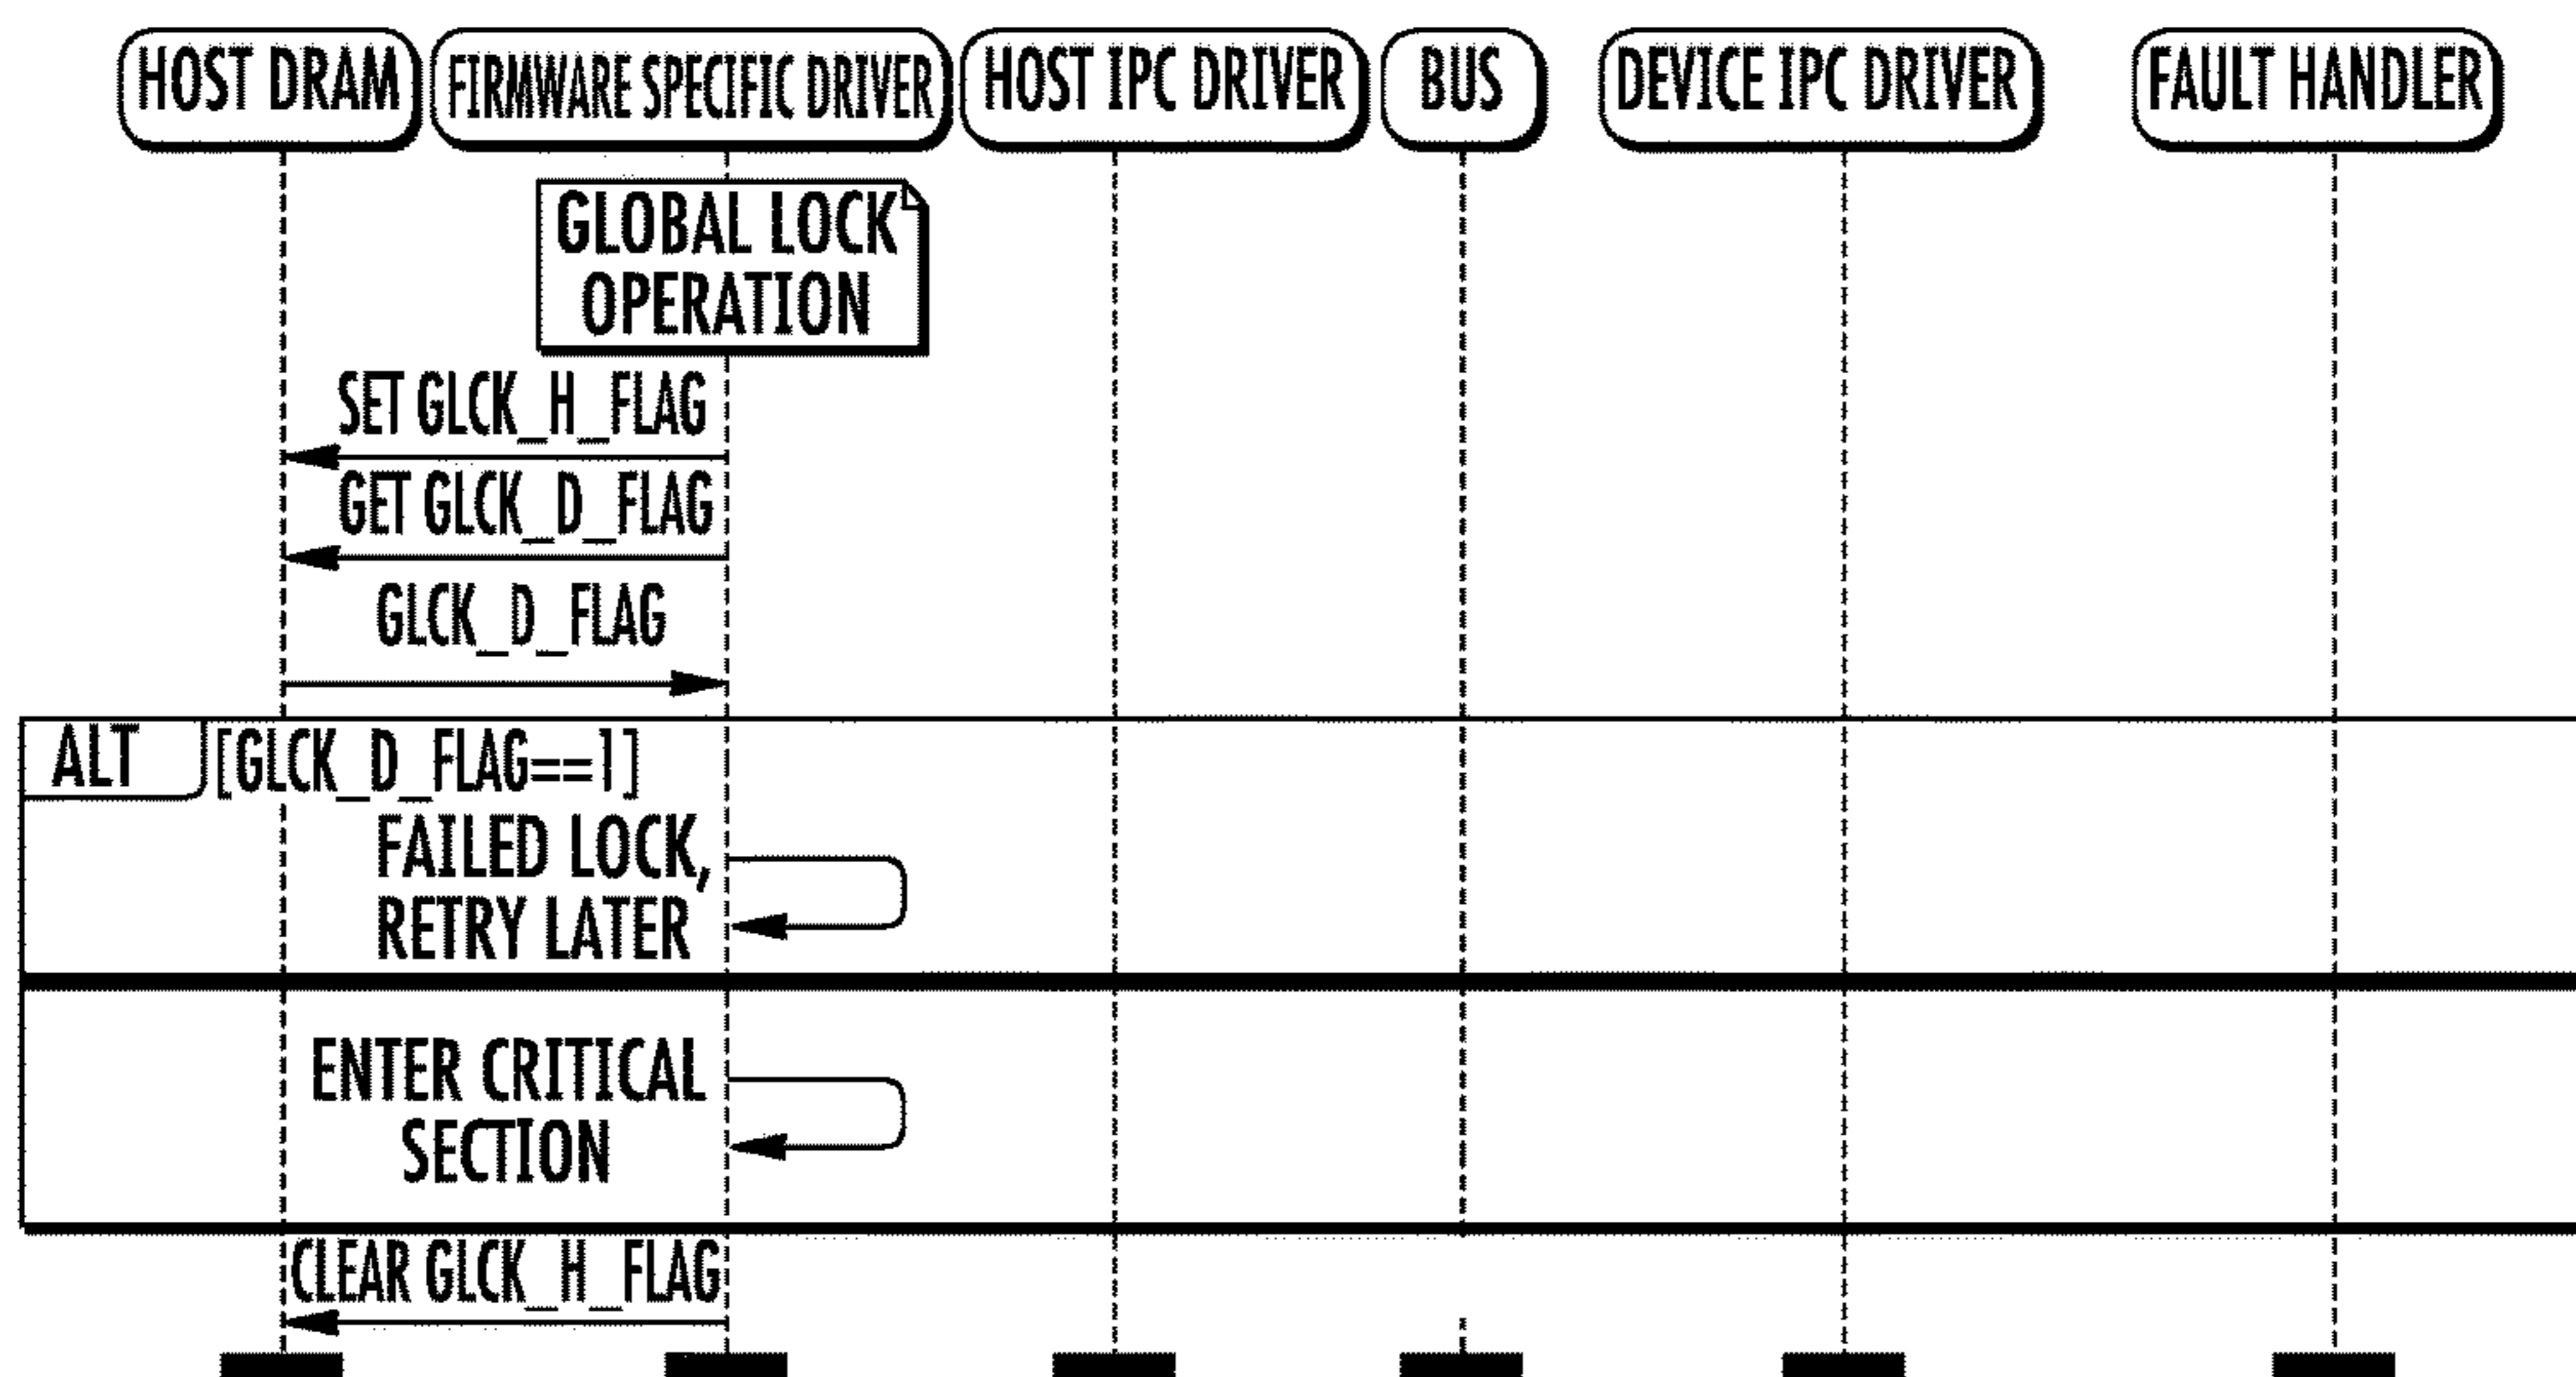 HOST DRAM
FIRMWARE SPECIFIC DRIVER
HOST IPC DRIVER
BUS
DEVICE IPC DRIVER
FAULT HANDLER
GLOBAL LOCK
OPERATION
SET GLCK_H_FLAG
GET GLCK_D_FLAG
GLCK_D_FLAG
ALT [GLCK_D_FLAG==1]
FAILED LOCK,
RETRY LATER
ENTER CRITICAL
SECTION
CLEAR GLCK_H_FLAG